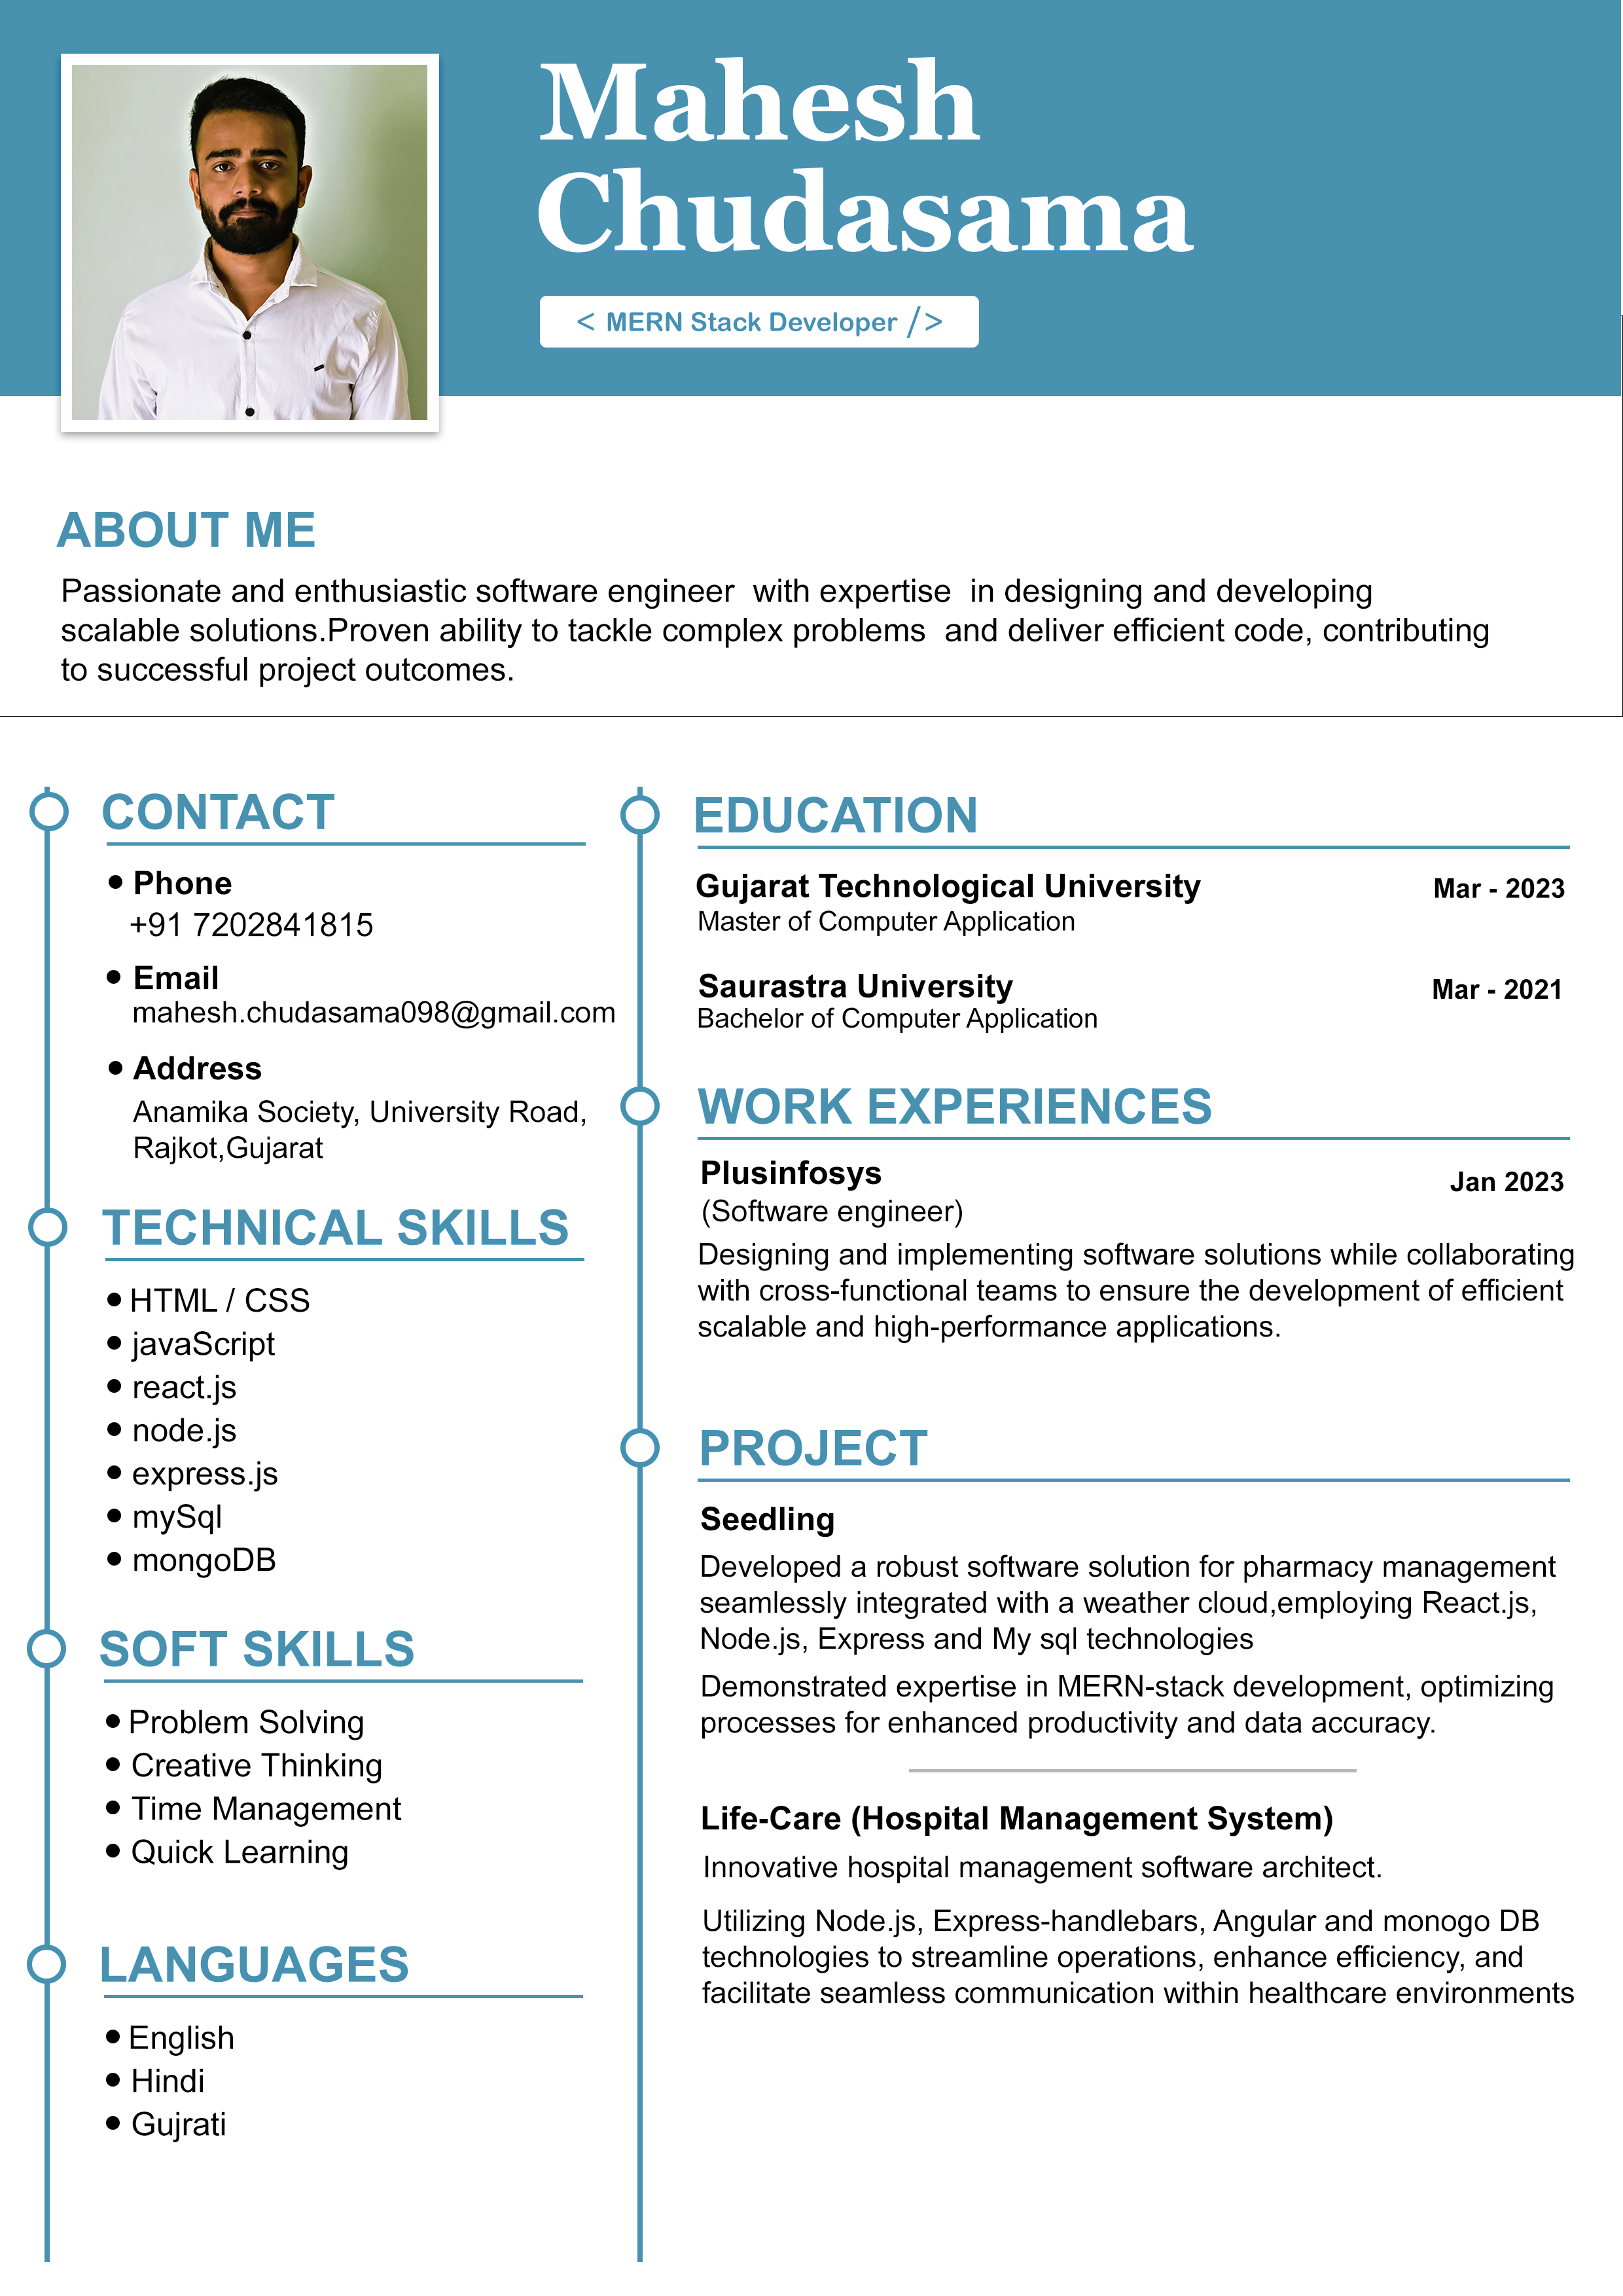 Mahesh
Chudasama
< MERN Stack Developer />
ABOUT ME
Passionate and enthusiastic software engineer  with expertise  in designing and developing
scalable solutions.Proven ability to tackle complex problems  and deliver efficient code, contributing
to successful project outcomes.
CONTACT
• Phone
+91 7202841815
• Email
mahesh.chudasama098@gmail.com
• Address
Anamika Society, University Road,
Rajkot,Gujarat
TECHNICAL SKILLS
• HTML / CSS
• javaScript
• react.js
• node.js
• express.js
• mySql
• mongoDB
SOFT SKILLS
• Problem Solving
• Creative Thinking
• Time Management
• Quick Learning
LANGUAGES
• English
• Hindi
• Gujrati
EDUCATION
Gujarat Technological University Mar - 2023
Master of Computer Application
Saurastra University Mar - 2021
Bachelor of Computer Application
WORK EXPERIENCES
Plusinfosys Jan 2023
(Software engineer)
Designing and implementing software solutions while collaborating
with cross-functional teams to ensure the development of efficient
scalable and high-performance applications.
PROJECT
Seedling
Developed a robust software solution for pharmacy management
seamlessly integrated with a weather cloud,employing React.js,
Node.js, Express and My sql technologies
Demonstrated expertise in MERN-stack development, optimizing
processes for enhanced productivity and data accuracy.
Life-Care (Hospital Management System)
Innovative hospital management software architect.
Utilizing Node.js, Express-handlebars, Angular and monogo DB
technologies to streamline operations, enhance efficiency, and
facilitate seamless communication within healthcare environments